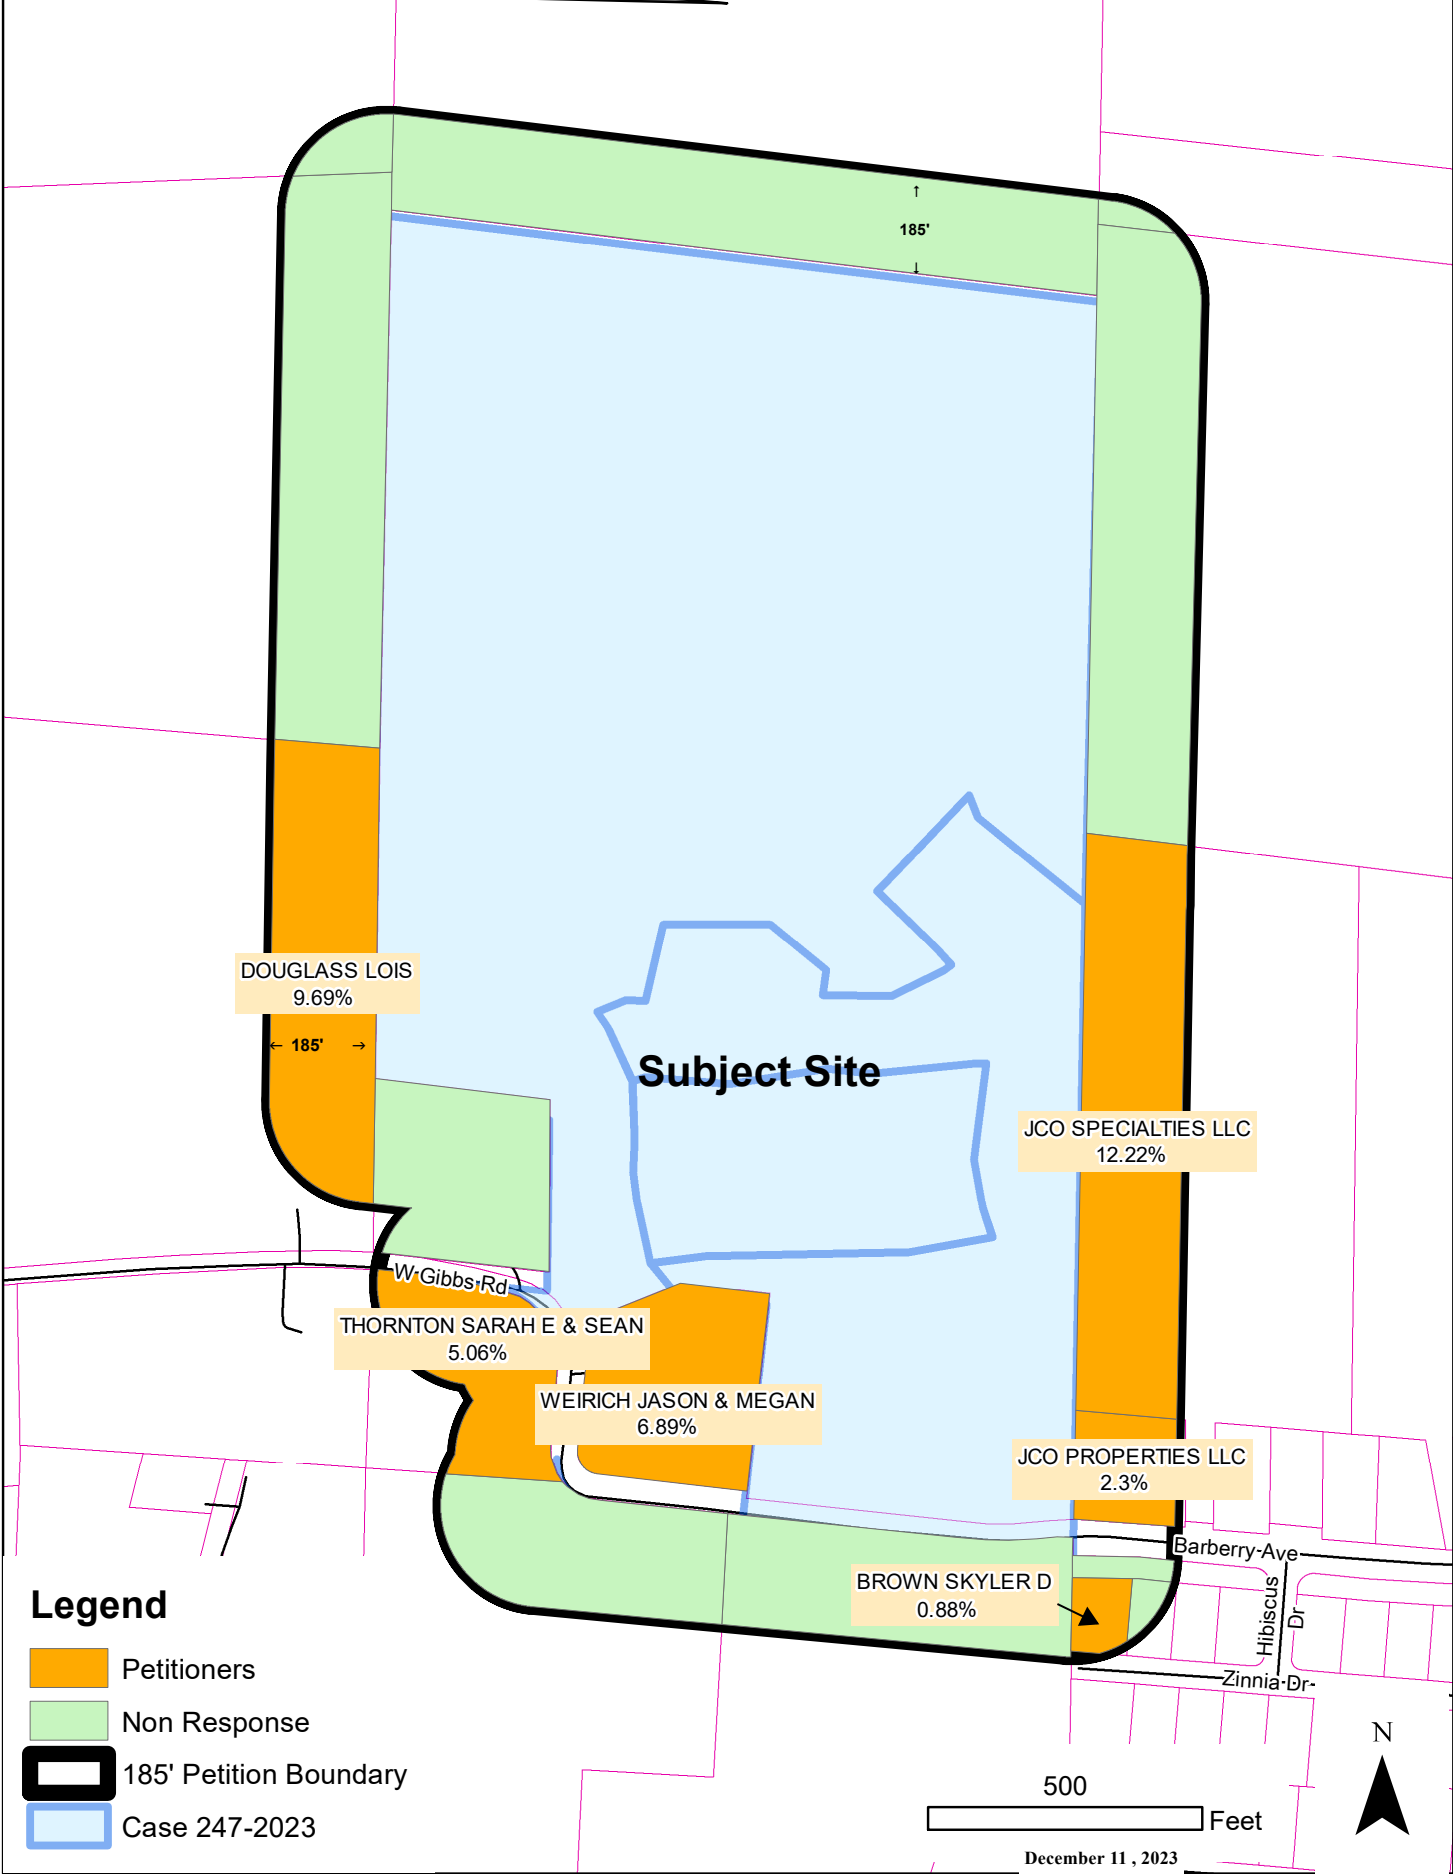 185'
DOUGLASS LOIS
9.69%
185'
Subject Site
JCO SPECIALTIES LLC
12.22%
W Gibbs Rd
THORNTON SARAH E & SEAN
5.06%
WEIRICH JASON & MEGAN
6.89%
JCO PROPERTIES LLC
2.3%
Barberry Ave
BROWN SKYLER D
0.88%
Hibiscus
Dr
Zinnia Dr
Legend
Petitioners
Non Response
185' Petition Boundary
Case 247-2023
N
500
Feet
December 11 , 2023